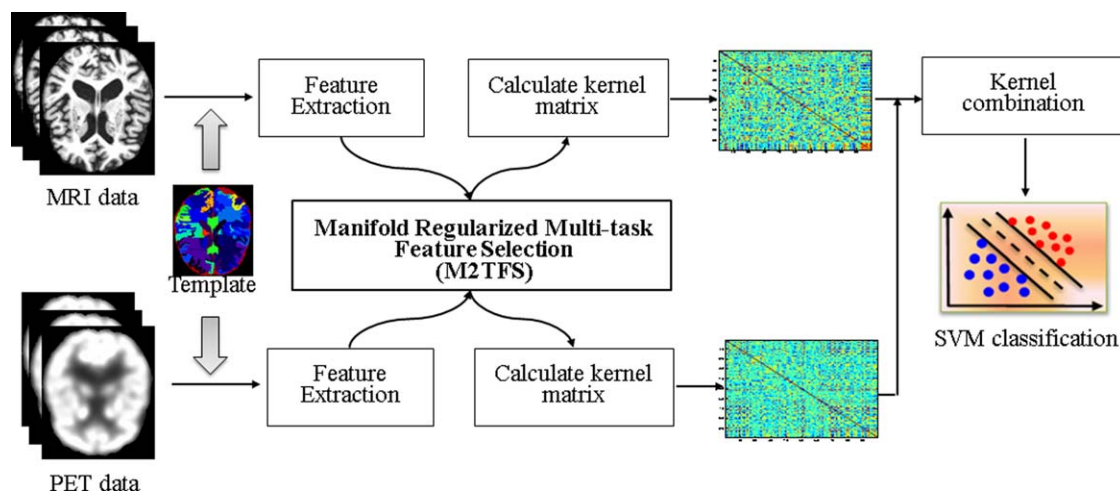 MRI data
Template
PET data
Feature
Extraction
Calculate kernel
matrix
Manifold Regularized Multi-task
Feature Selection
(M2TFS)
Feature
Extraction
Calculate kernel
matrix
Kernel
combination
SVM classification